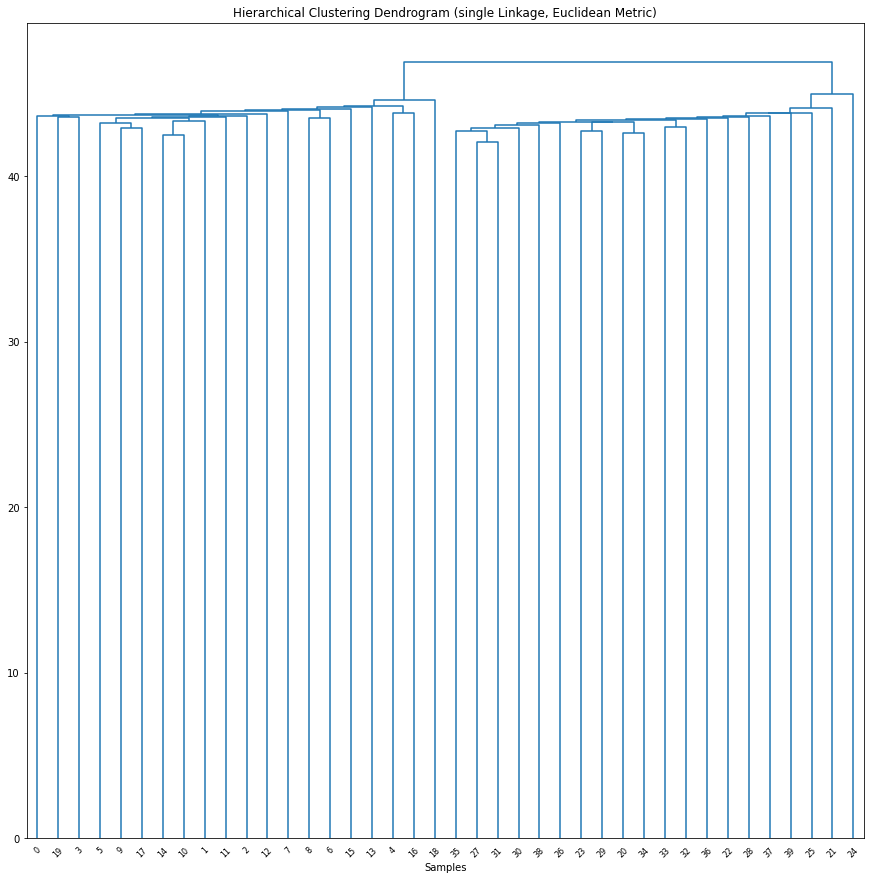 Hierarchical Clustering Dendrogram (single Linkage, Euclidean Metric)
40
30
20
10
0
0 19 3 5 9 17 14 10 1 11 2 12 7 8 6 15 13 4 16 18 35 27 31 30 38 26 23 29 20 34 33 32 36 22 28 37 39 25 21 24
Samples